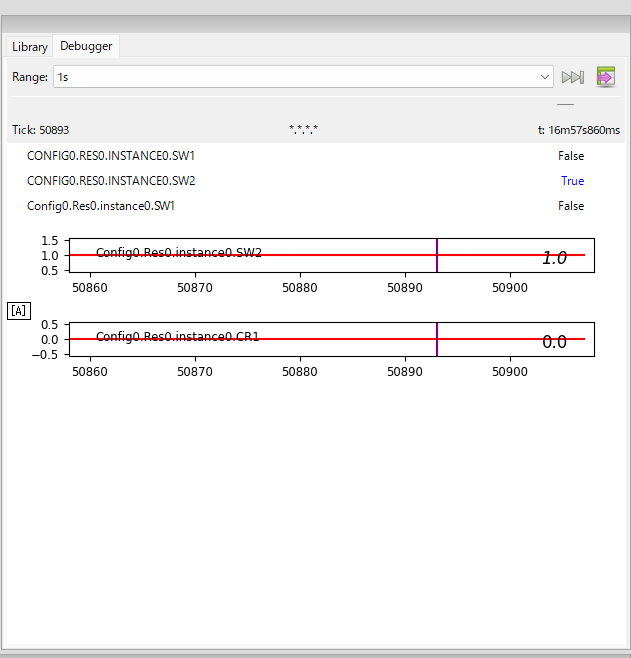 Library Debugger
Range: 1s
Tick: 50893 *.*.*.* t: 16m57s860ms
CONFIG0.RES0.INSTANCE0.SW1 False
CONFIG0.RES0.INSTANCE0.SW2 True
Config0.Res0.instance0.SW1 False
1.5
Config0.Res0.instance0.SW2
1.0 1.0
0.5
50860 50870 50880 50890 50900
[A]
0.5
Config0.Res0.instance0.CR1
0.0 0.0
−0.5
50860 50870 50880 50890 50900